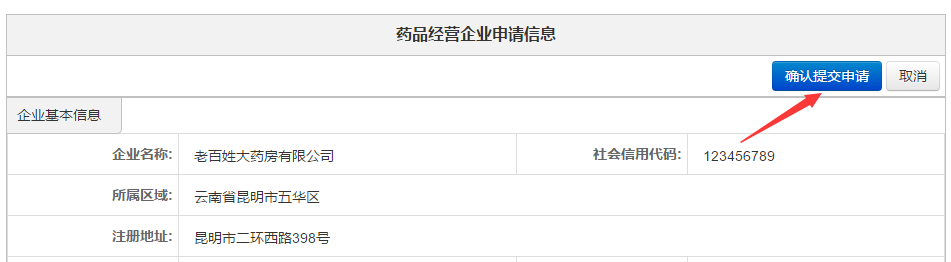 药品经营企业申请信息
确认提交申请 取消
企业基本信息
企业名称: 老百姓大药房有限公司 社会信用代码: 123456789
所属区域: 云南省昆明市五华区
注册地址: 昆明市二环西路398号